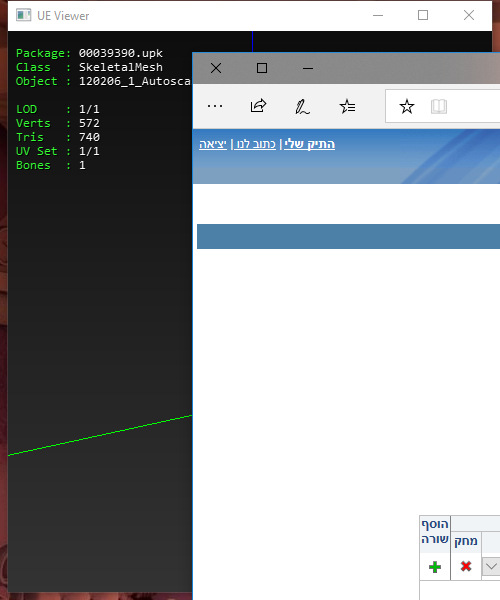 UE Viewer
Package: 00039390.upk
Class : SkeletalMesh
Object : 120206_1_Autosca
LOD : 1/1
Verts : 572
Tris : 740
UV Set : 1/1
Bones : 1
התיק שלי | כתוב לנו | יציאה
הוסף שורה
מחק